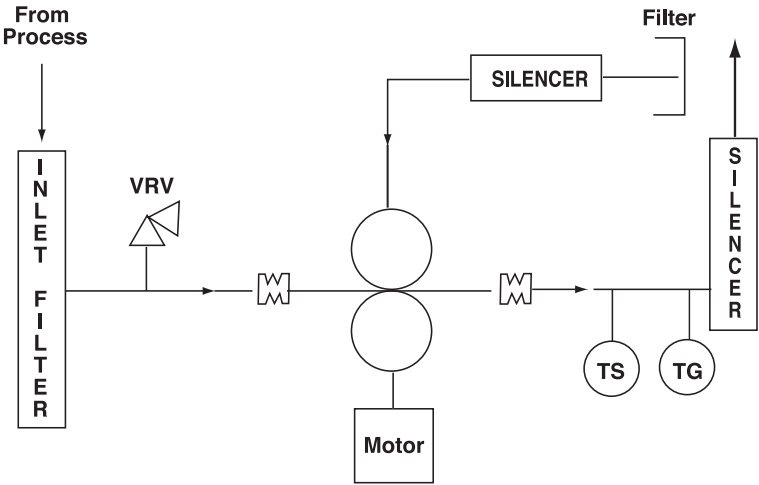 From
Process
Filter
SILENCER
SILENCER
INLET FILTER
VRV
TS
TG
Motor